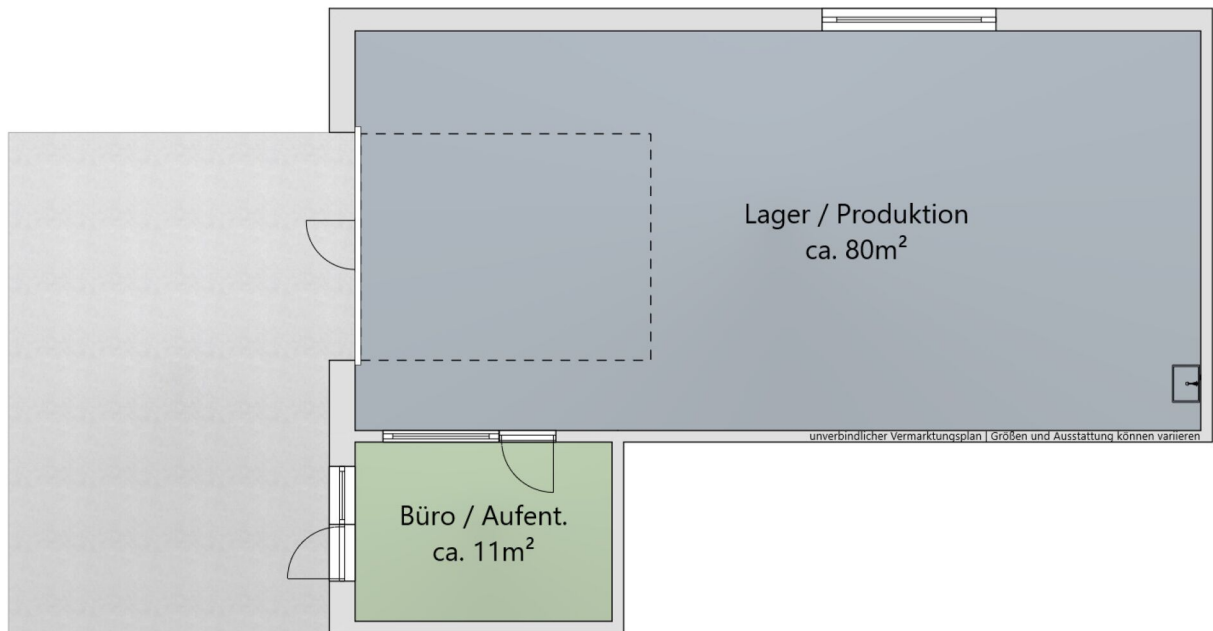 Lager / Produktion
ca. 80m²
unverbindlicher Vermarktungsplan | Größen und Ausstattung können variieren
Büro / Aufent.
ca. 11m²